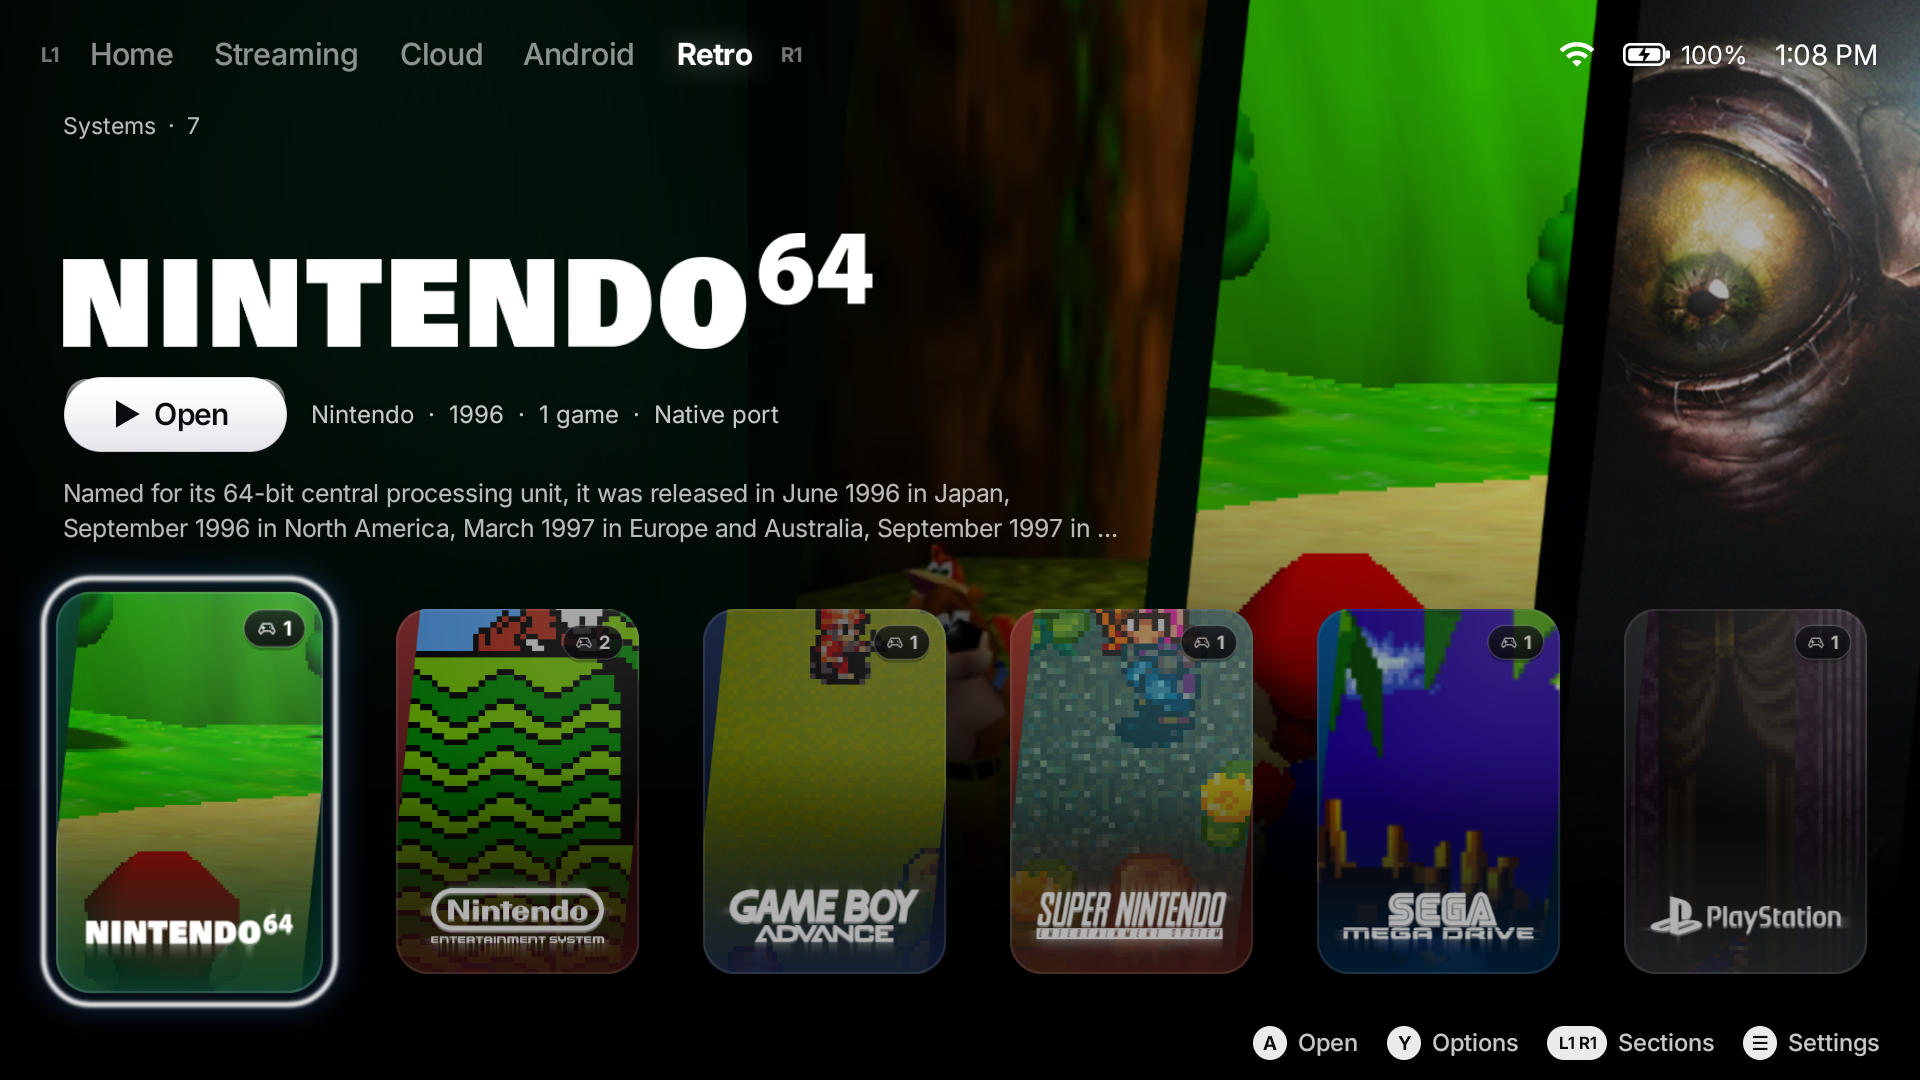 L1 Home Streaming Cloud Android Retro R1
100% 1:08 PM
Systems · 7
NINTENDO64
Open
Nintendo · 1996 · 1 game · Native port
Named for its 64-bit central processing unit, it was released in June 1996 in Japan,
September 1996 in North America, March 1997 in Europe and Australia, September 1997 in ...
1
NINTENDO64
2
Nintendo
ENTERTAINMENT SYSTEM
1
GAME BOY
ADVANCE
1
SUPER NINTENDO
ENTERTAINMENT SYSTEM
1
SEGA
MEGA DRIVE
1
PlayStation
A Open Y Options L1 R1 Sections Settings